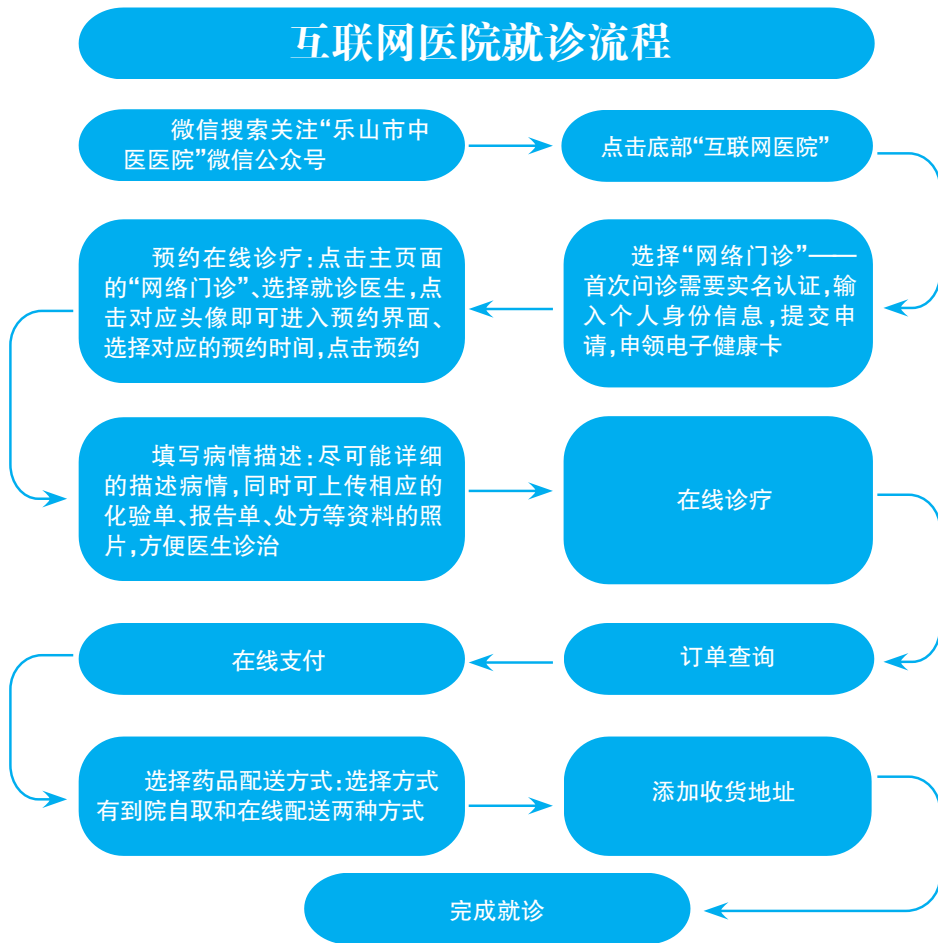 互联网医院就诊流程
微信搜索关注“乐山市中
医医院”微信公众号
点击底部“互联网医院”
选择“网络门诊”——
首次问诊需要实名认证,输
入个人身份信息,提交申
请,申领电子健康卡
预约在线诊疗:点击主页面
的“网络门诊”、选择就诊医生,点
击对应头像即可进入预约界面、
选择对应的预约时间,点击预约
填写病情描述:尽可能详细
的描述病情,同时可上传相应的
化验单、报告单、处方等资料的照
片,方便医生诊治
在线诊疗
订单查询
在线支付
选择药品配送方式:选择方式
有到院自取和在线配送两种方式
添加收货地址
完成就诊